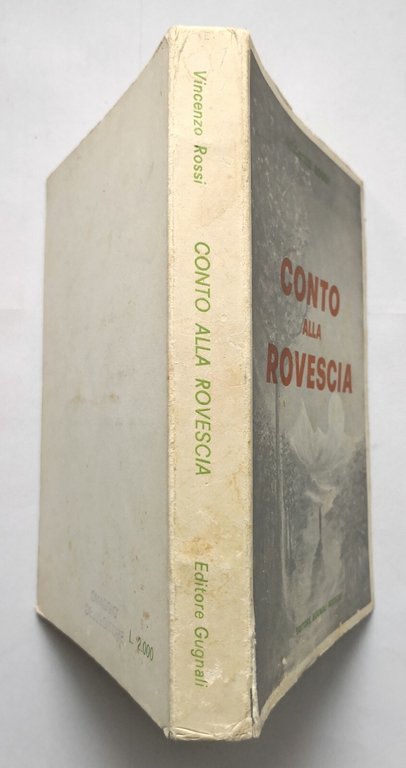 Vincenzo Rossi
CONTO ALLA ROVESCIA
Editore Gugnali
CONTO
ALLA
ROVESCIA
L. 2.000